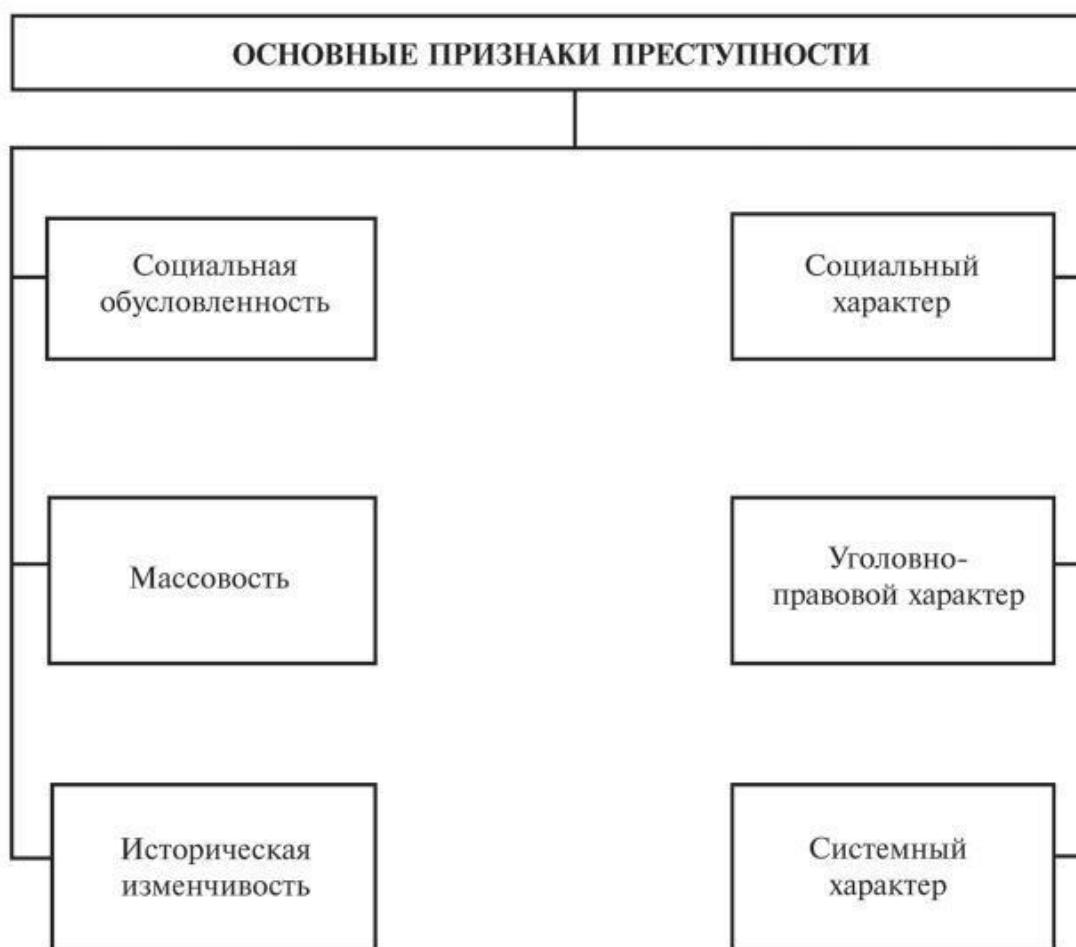 ОСНОВНЫЕ ПРИЗНАКИ ПРЕСТУПНОСТИ
Социальная
обусловленность
Социальный
характер
Массовость
Уголовно-
правовой характер
Историческая
изменчивость
Системный
характер